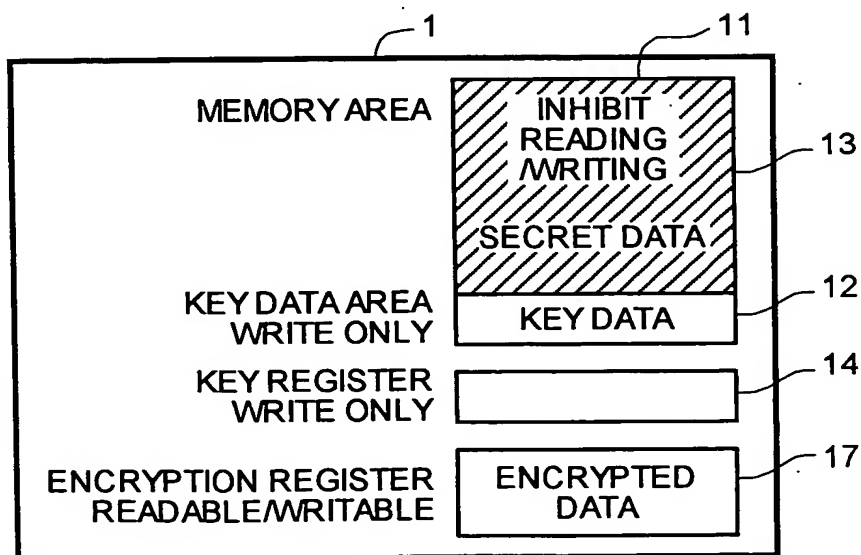 1
11
MEMORY AREA
INHIBIT
READING
/WRITING
13
SECRET DATA
KEY DATA AREA
WRITE ONLY
KEY DATA
12
KEY REGISTER
WRITE ONLY
14
ENCRYPTION REGISTER
READABLE/WRITABLE
ENCRYPTED
DATA
17